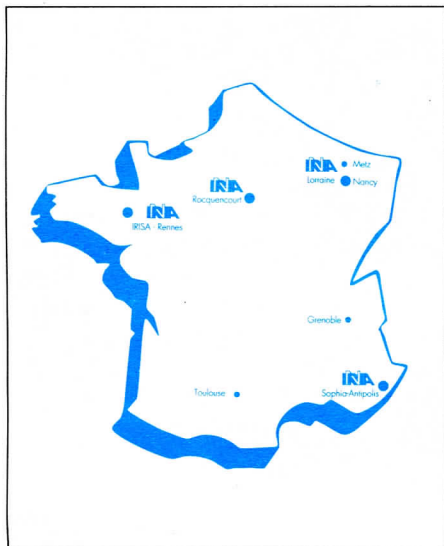 INRIA
Metz
Lorraine
Nancy
INRIA
Rocquencourt
INRIA
IRISA - Rennes
Grenoble
INRIA
Sophia-Antipolis
Toulouse